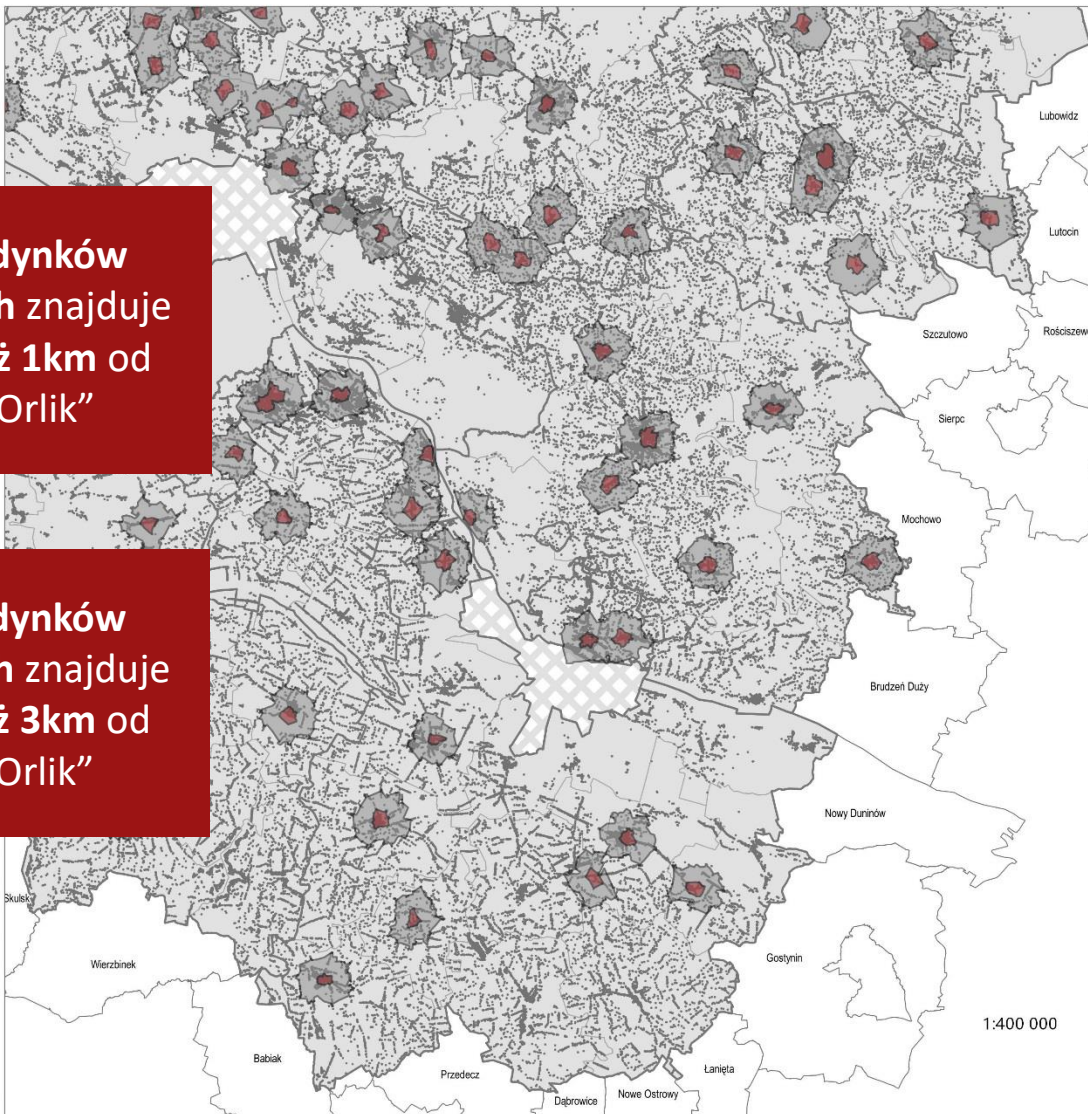 Lubowidz
Lutocin
dynków
h znajduje
ż 1km od
Orlik”
Szczutowo
Rościszew
Sierpc
Mochowo
dynków
h znajduje
ż 3km od
Orlik”
Brudzeń Duży
Nowy Duninów
Skulsk
Wierzbinek
Gostynin
1:400 000
Babiak
Przedecz
Łanięta
Dąbrowice
Nowe Ostrowy